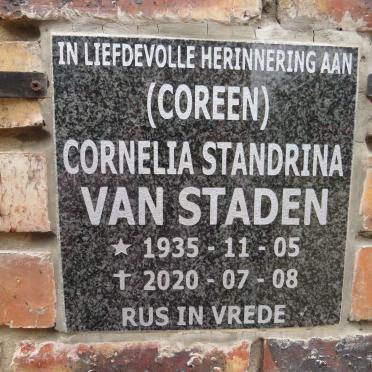 IN LIEFDEVOLLE HERINNERING AAN
(COREEN)
CORNELIA STANDRINA
VAN STADEN
★ 1935 - 11 - 05
✝ 2020 - 07 - 08
RUS IN VREDE